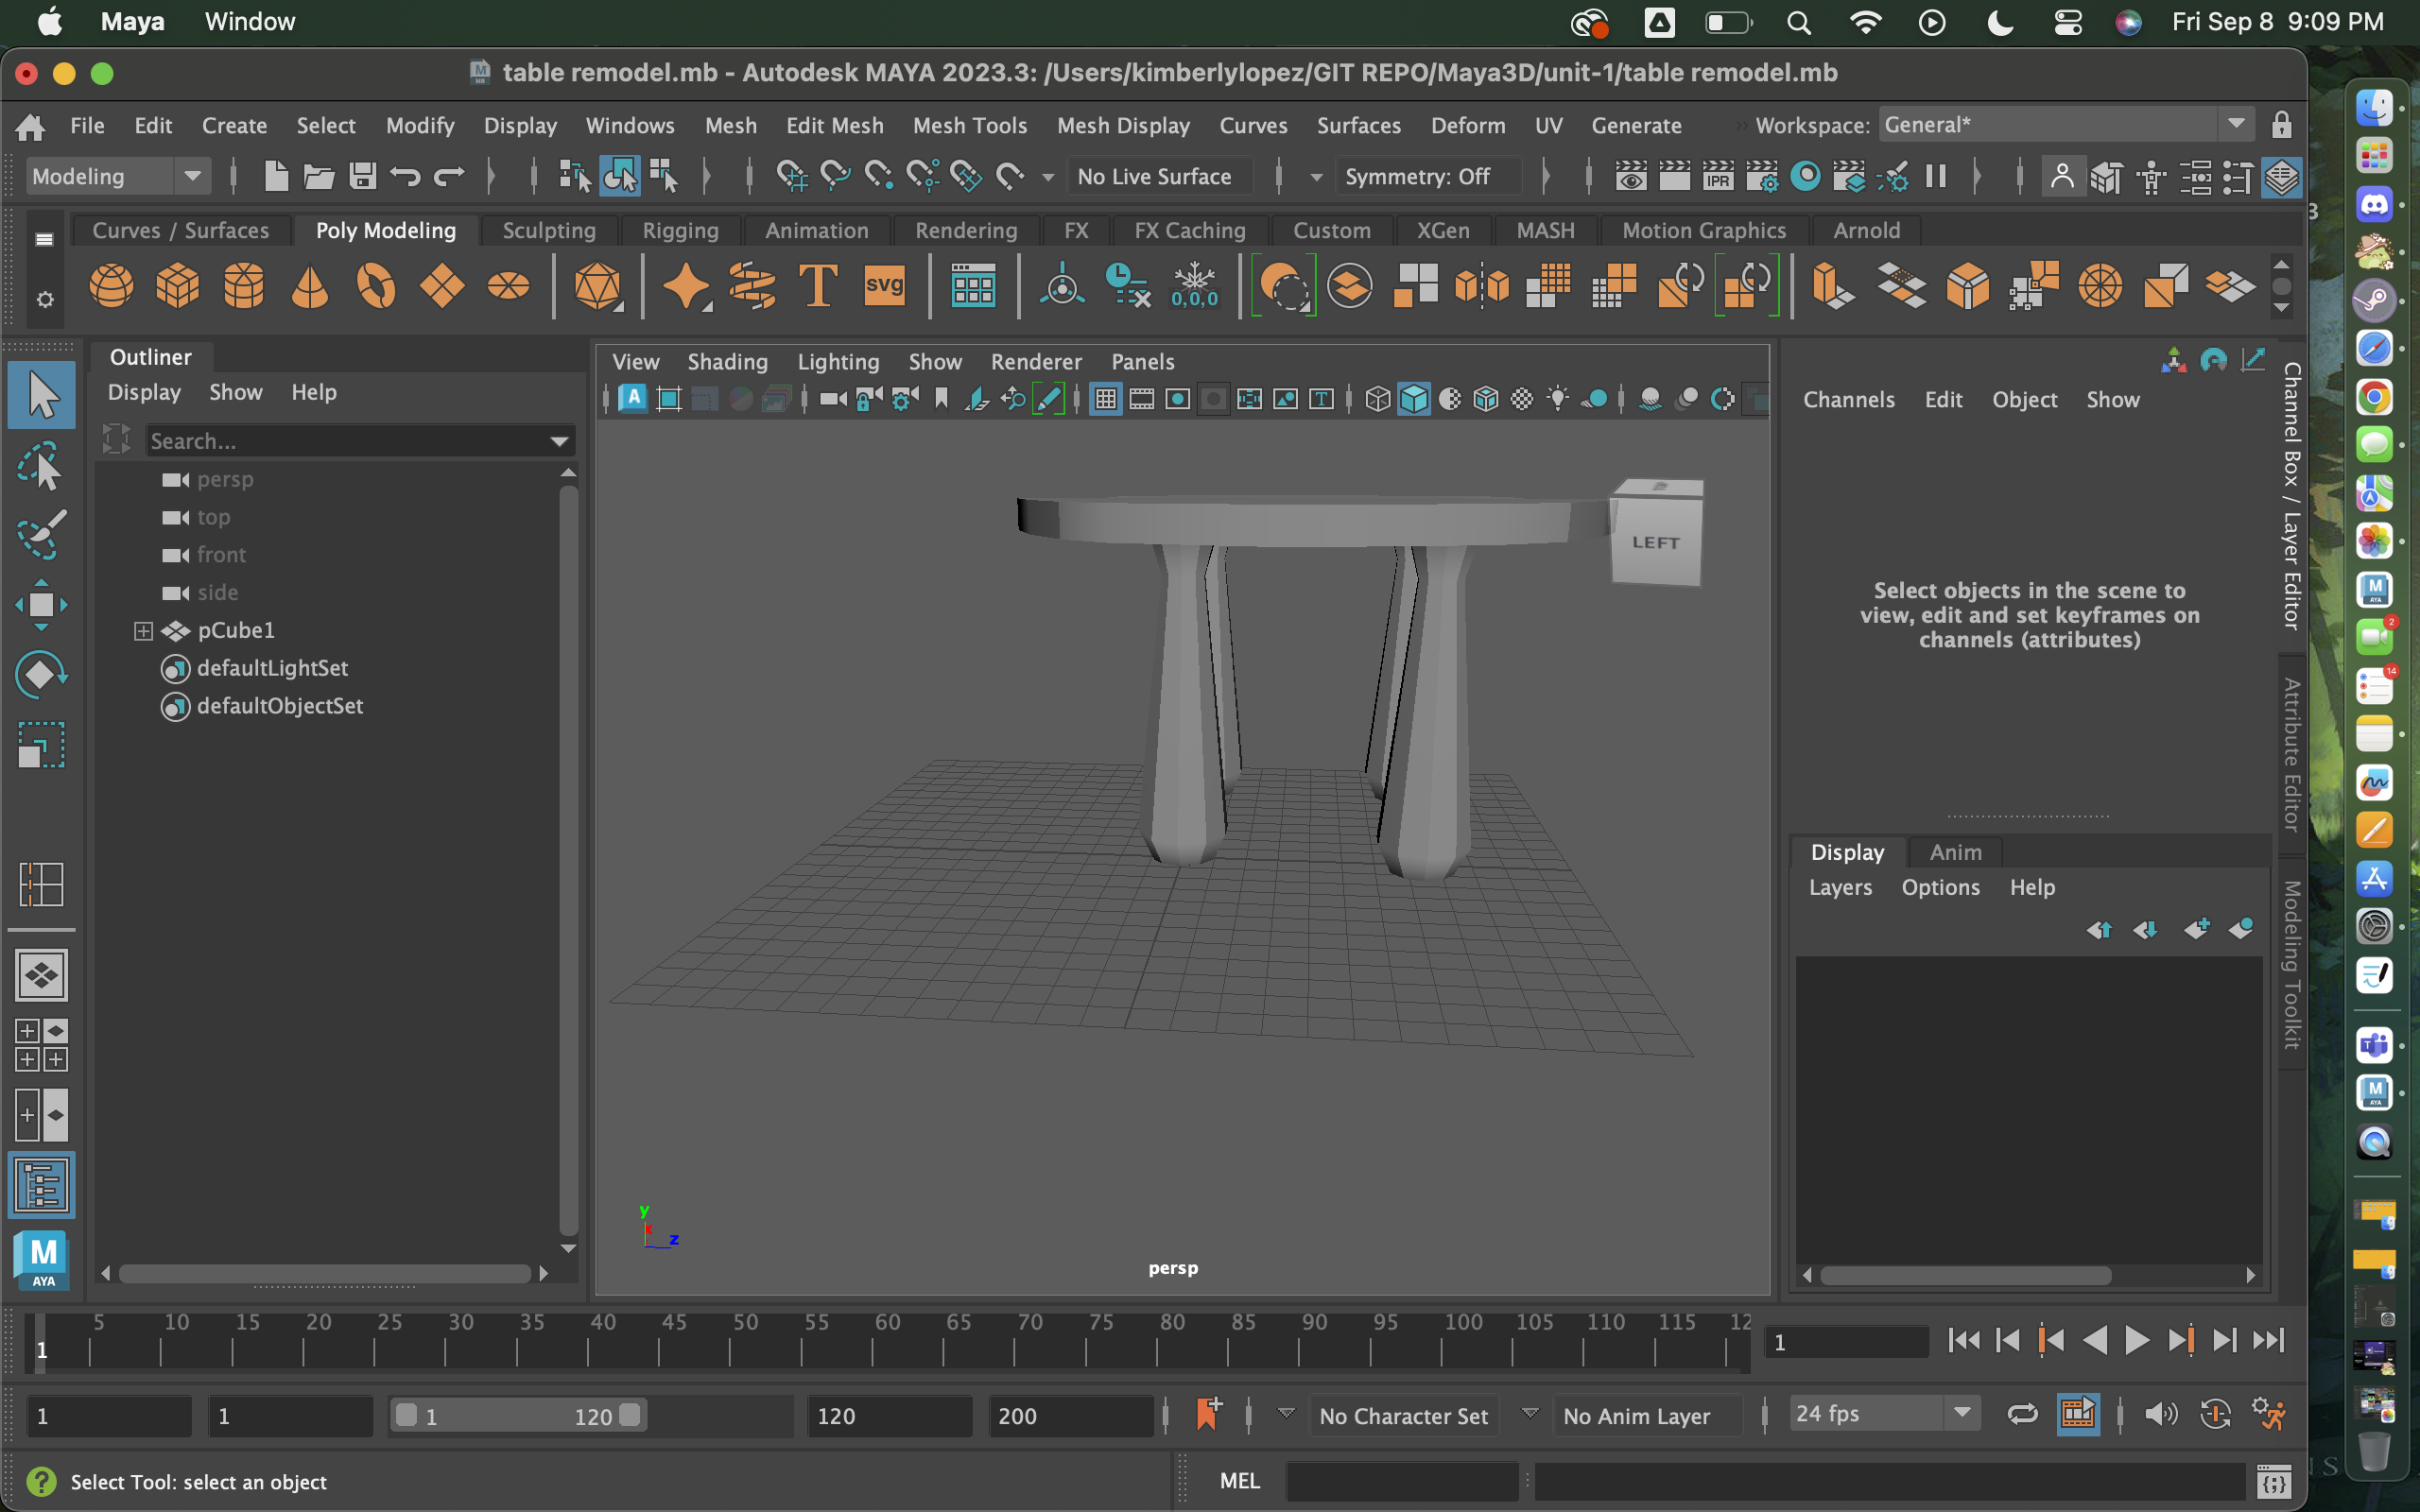 Maya Window Fri Sep 8 9:09 PM
table remodel.mb - Autodesk MAYA 2023.3: /Users/kimberlylopez/GIT REPO/Maya3D/unit-1/table remodel.mb
File Edit Create Select Modify Display Windows Mesh Edit Mesh Mesh Tools Mesh Display Curves Surfaces Deform UV Generate Workspace: General*
Modeling No Live Surface Symmetry: Off IPR
Curves / Surfaces Poly Modeling Sculpting Rigging Animation Rendering FX FX Caching Custom XGen MASH Motion Graphics Arnold
T svg 0,0,0
Outliner
Display Show Help
Search...
persp
top
front
side
pCube1
defaultLightSet
defaultObjectSet
View Shading Lighting Show Renderer Panels
A T
LEFT
y
x
z
persp
Channels Edit Object Show
Select objects in the scene to
view, edit and set keyframes on
channels (attributes)
Display Anim
Layers Options Help
Channel Box / Layer Editor
Attribute Editor
Modeling Toolkit
M
AYA
1 5 10 15 20 25 30 35 40 45 50 55 60 65 70 75 80 85 90 95 100 105 110 115 12
1
1 1 1 120 120 200 No Character Set No Anim Layer 24 fps
Select Tool: select an object MEL
3
2
14
M
AYA
M
AYA
S